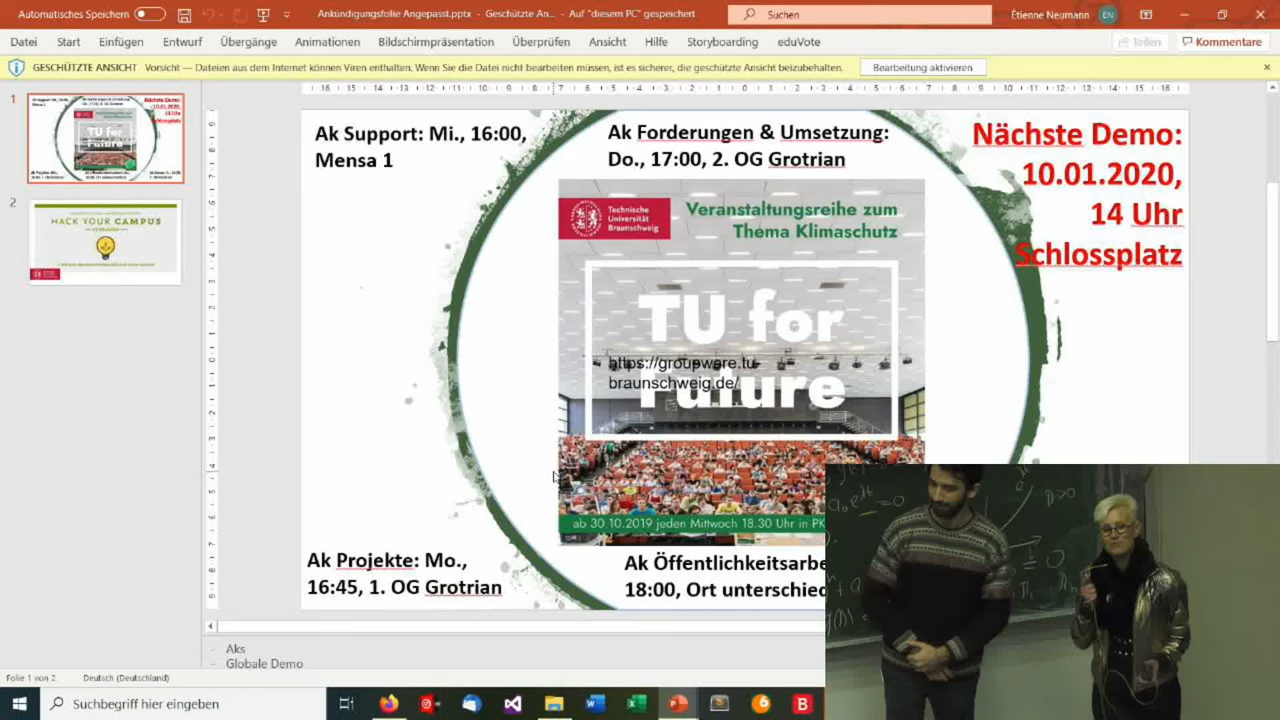 Automatisches Speichern
Ankündigungsfolie Angepasst.pptx - Geschützte An... - Auf "diesem PC" gespeichert
Suchen
Étienne Neumann
EN
Datei Start Einfügen Entwurf Übergänge Animationen Bildschirmpräsentation Überprüfen Ansicht Hilfe Storyboarding eduVote
Teilen
Kommentare
GESCHÜTZTE ANSICHT Vorsicht — Dateien aus dem Internet können Viren enthalten. Wenn Sie die Datei nicht bearbeiten müssen, ist es sicherer, die geschützte Ansicht beizubehalten.
Bearbeitung aktivieren
1
2
HACK YOUR CAMPUS
Ak Support: Mi., 16:00,
Mensa 1
Ak Forderungen & Umsetzung:
Do., 17:00, 2. OG Grotrian
Nächste Demo:
10.01.2020,
14 Uhr
Schlossplatz
Technische
Universität
Braunschweig
Veranstaltungsreihe zum
Thema Klimaschutz
TU for
Future
https://groupware.tu-
braunschweig.de/
ab 30.10.2019 jeden Mittwoch 18.30 Uhr in PK
Ak Projekte: Mo.,
16:45, 1. OG Grotrian
Ak Öffentlichkeitsarbe
18:00, Ort unterschied
- Aks
- Globale Demo
Folie 1 von 2
Deutsch (Deutschland)
Suchbegriff hier eingeben